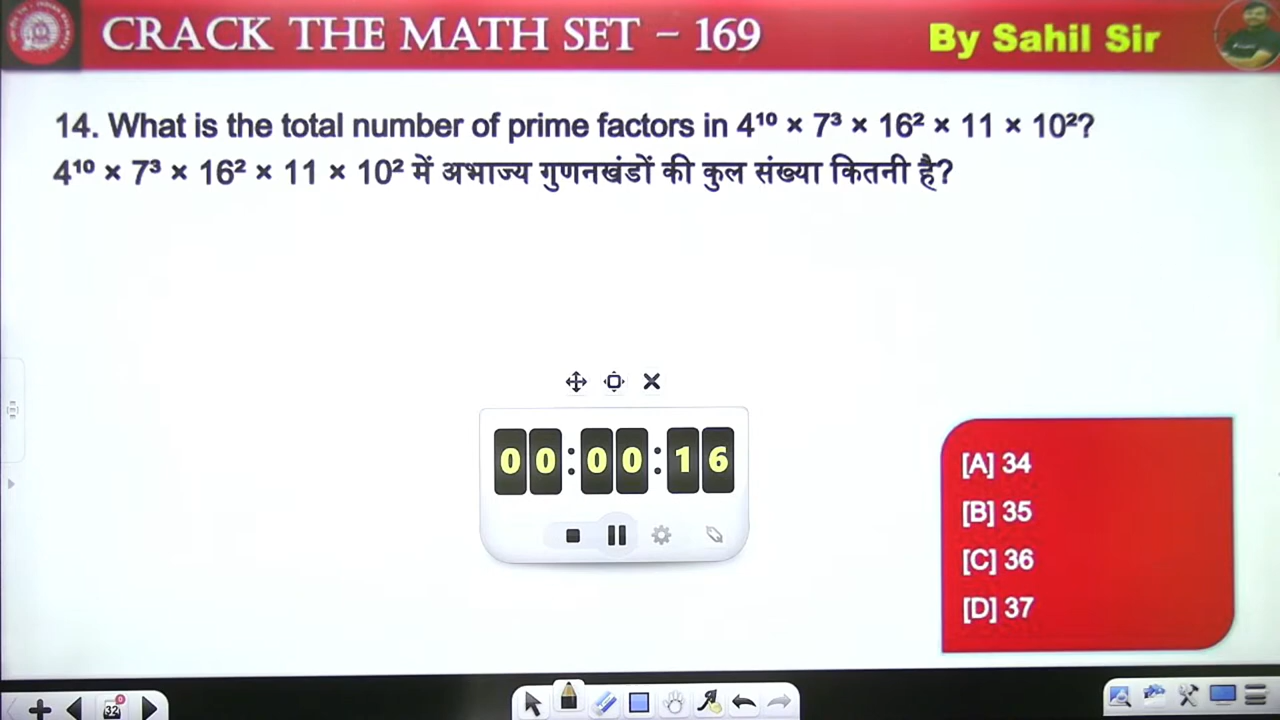 CRACK THE MATH SET – 169
By Sahil Sir
14. What is the total number of prime factors in 4¹⁰ × 7³ × 16² × 11 × 10²?
4¹⁰ × 7³ × 16² × 11 × 10² में अभाज्य गुणनखंडों की कुल संख्या कितनी है?
00:00:16
[A] 34
[B] 35
[C] 36
[D] 37
32